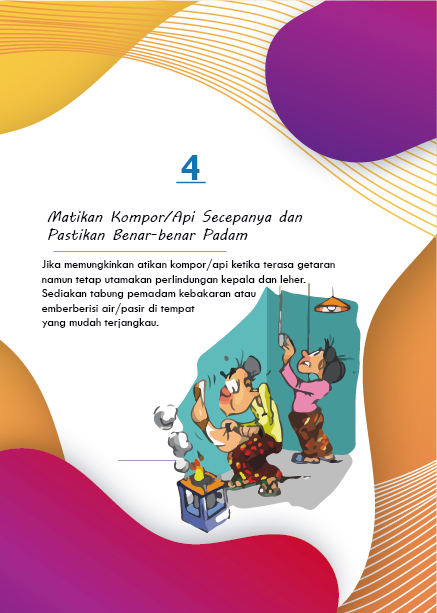 4
Matikan Kompor/Api Secepanya dan
Pastikan Benar-benar Padam
Jika memungkinkan atikan kompor/api ketika terasa getaran
namun tetap utamakan perlindungan kepala dan leher.
Sediakan tabung pemadam kebakaran atau
emberberisi air/pasir di tempat
yang mudah terjangkau.